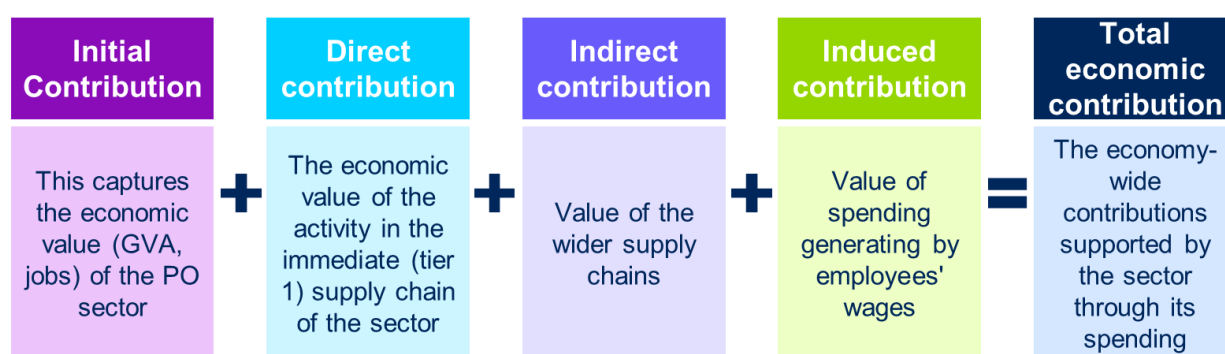 Initial
Contribution
This captures
the economic
value (GVA,
jobs) of the PO
sector
+
Direct
contribution
The economic
value of the
activity in the
immediate (tier
1) supply chain
of the sector
+
Indirect
contribution
Value of the
wider supply
chains
+
Induced
contribution
Value of
spending
generating by
employees'
wages
=
Total
economic
contribution
The economy-
wide
contributions
supported by
the sector
through its
spending